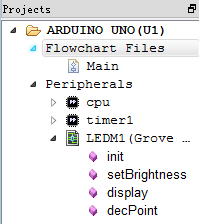 Projects
ARDUINO UNO(U1)
Flowchart Files
Main
Peripherals
cpu
timer1
LEDM1(Grove ...
init
setBrightness
display
decPoint